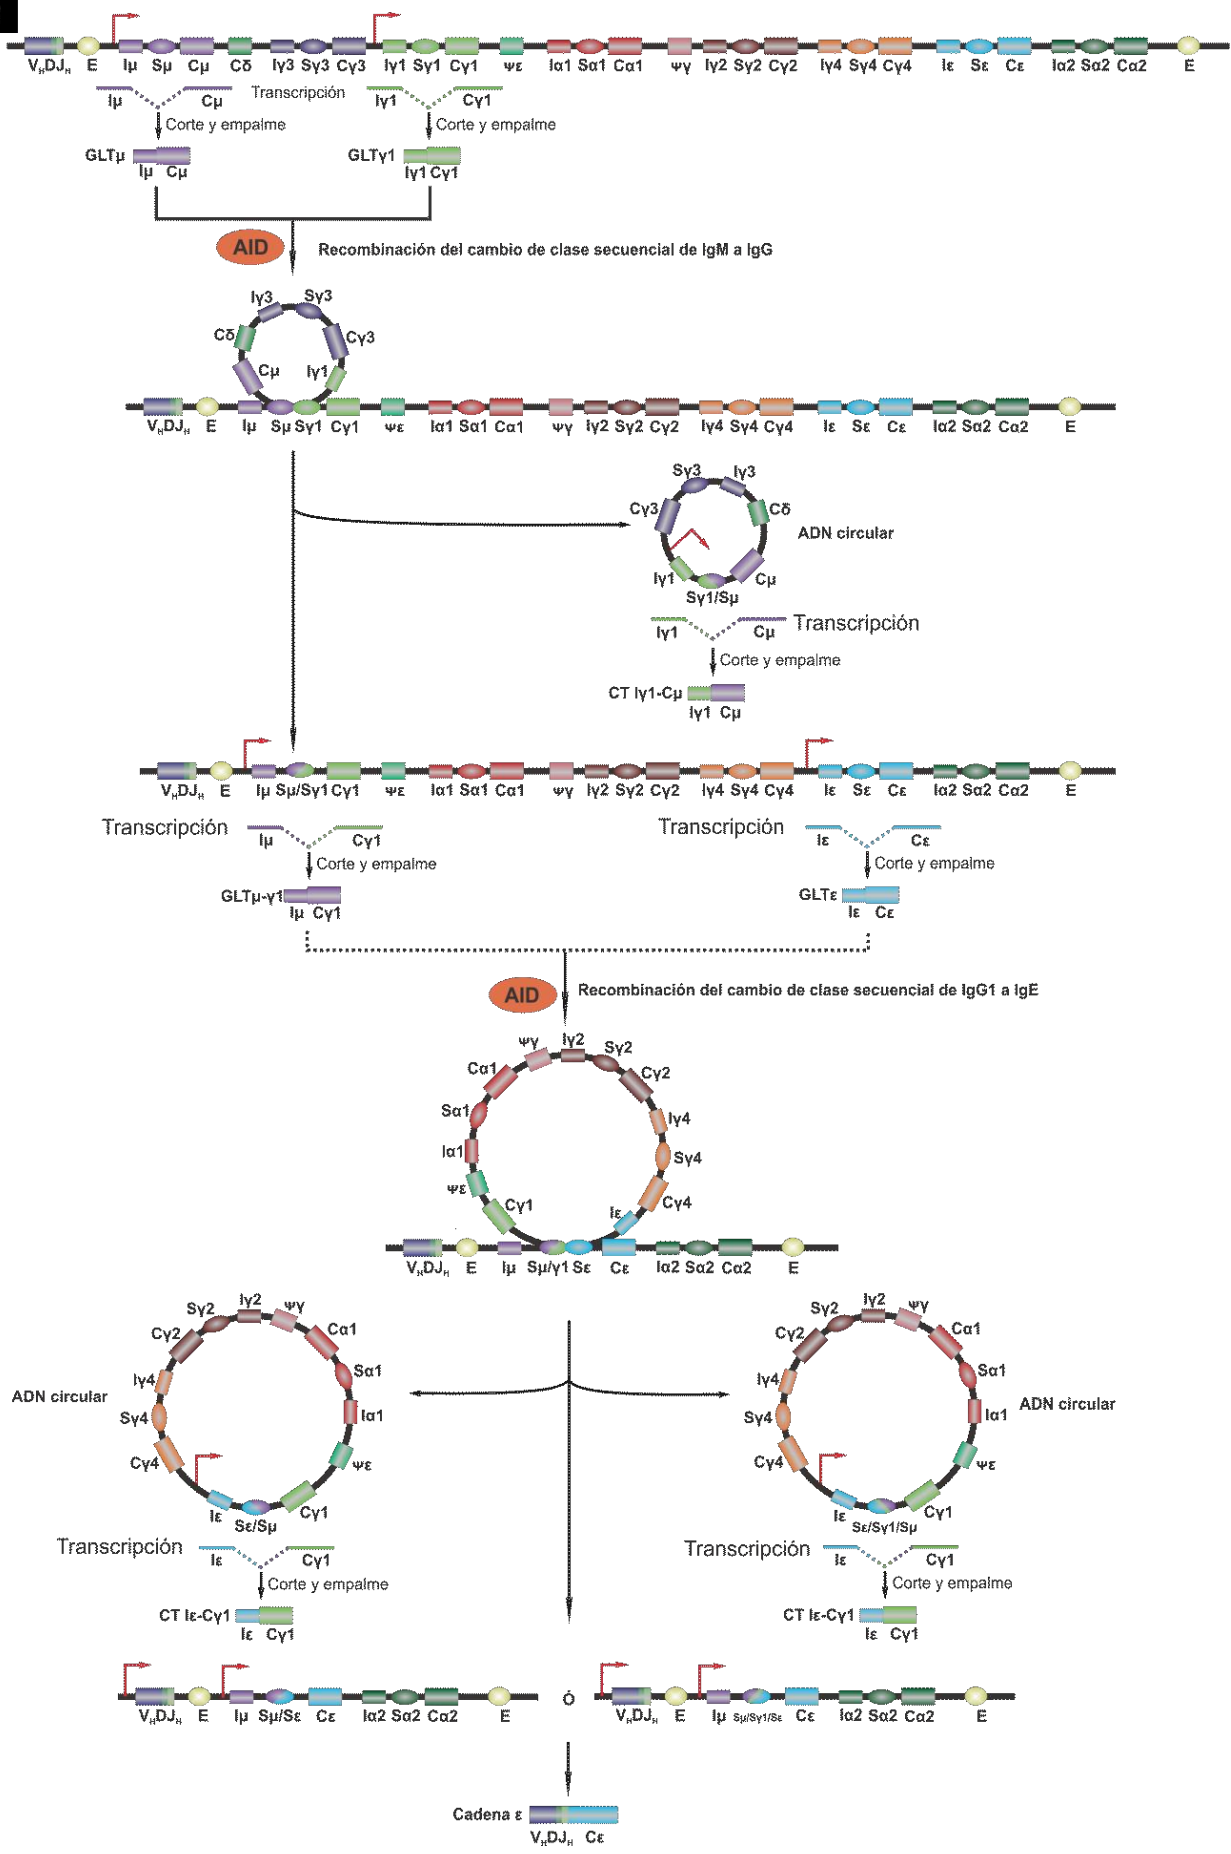 VHDJH E Iμ Sμ Cμ Cδ Iγ3 Sγ3 Cγ3 Iγ1 Sγ1 Cγ1 Ψε Iα1 Sα1 Cα1 Ψγ Iγ2 Sγ2 Cγ2 Iγ4 Sγ4 Cγ4 Iε Sε Cε Iα2 Sα2 Cα2 E
Iμ Cμ Transcripción Iγ1 Cγ1
Corte y empalme Corte y empalme
GLTμ GLTγ1
Iμ Cμ Iγ1 Cγ1
AID Recombinación del cambio de clase secuencial de IgM a IgG
Iγ3 Sγ3
Cδ Cγ3
Cμ Iγ1
VHDJH E Iμ Sμ Sγ1 Cγ1 Ψε Iα1 Sα1 Cα1 Ψγ Iγ2 Sγ2 Cγ2 Iγ4 Sγ4 Cγ4 Iε Sε Cε Iα2 Sα2 Cα2 E
Sγ3 Iγ3
Cγ3 Cδ
ADN circular
Iγ1 Cμ
Sγ1/Sμ
Transcripción
Iγ1 Cμ
Corte y empalme
CT Iγ1-Cμ
Iγ1 Cμ
VHDJH E Iμ Sμ/Sγ1 Cγ1 Ψε Iα1 Sα1 Cα1 Ψγ Iγ2 Sγ2 Cγ2 Iγ4 Sγ4 Cγ4 Iε Sε Cε Iα2 Sα2 Cα2 E
Transcripción Iμ Cγ1 Transcripción Iε Cε
Corte y empalme Corte y empalme
GLTμ-γ1 GLTε
Iμ Cγ1 Iε Cε
AID Recombinación del cambio de clase secuencial de IgG1 a IgE
Ψγ Iγ2 Sγ2
Cα1 Cγ2
Sα1 Iγ4
Iα1 Sγ4
Ψε Cγ4
Cγ1 Iε
VHDJH E Iμ Sμ/γ1 Sε Cε Iα2 Sα2 Cα2 E
Sγ2 Iγ2 Ψγ Sγ2 Iγ2 Ψγ
Cγ2 Cα1 Cγ2 Cα1
Iγ4 Sα1 Iγ4 Sα1
ADN circular ADN circular
Sγ4 Iα1 Sγ4 Iα1
Cγ4 Ψε Cγ4 Ψε
Iε Cγ1 Iε Cγ1
Sε/Sμ Sε/Sγ1/Sμ
Transcripción Iε Cγ1 Transcripción Iε Cγ1
Corte y empalme Corte y empalme
CT Iε-Cγ1 CT Iε-Cγ1
Iε Cγ1 Iε Cγ1
VHDJH E Iμ Sμ/Sε Cε Iα2 Sα2 Cα2 E Ó VHDJH E Iμ Sμ/Sγ1/Sε Cε Iα2 Sα2 Cα2 E
Cadena ε
VHDJH Cε